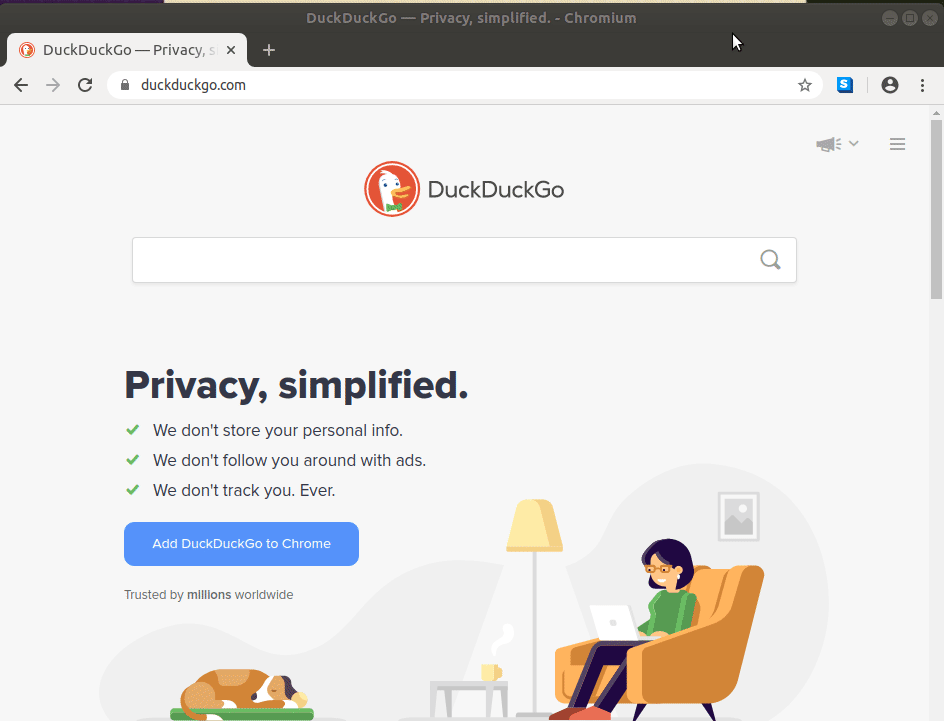 DuckDuckGo — Privacy, simplified. - Chromium
DuckDuckGo — Privacy, s
duckduckgo.com
S
DuckDuckGo
Privacy, simplified.
We don't store your personal info.
We don't follow you around with ads.
We don't track you. Ever.
Add DuckDuckGo to Chrome
Trusted by millions worldwide